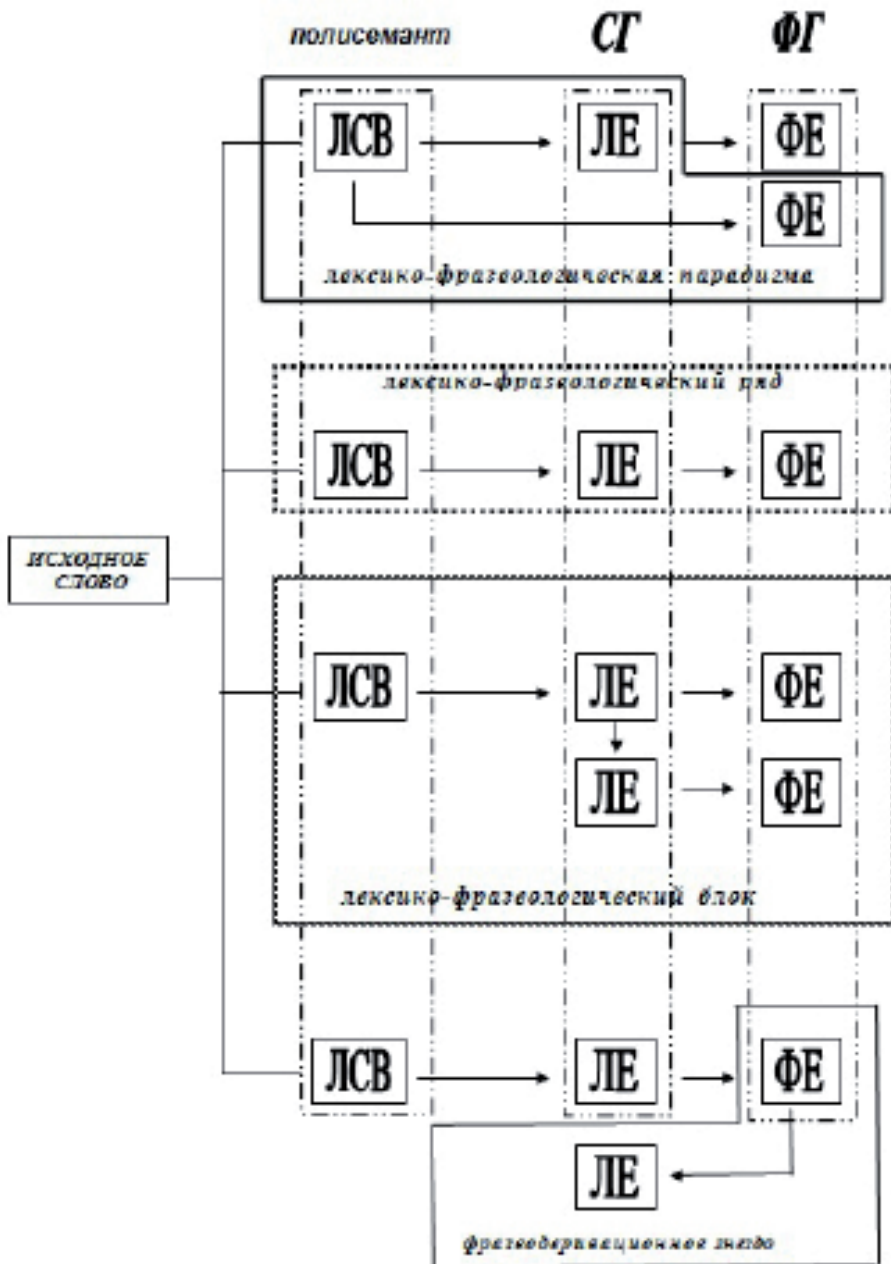 полисемант СГ ФГ
ЛСВ ЛЕ ФЕ
ФЕ
лексико-фразеологическая парадигма
лексико-фразеологический ряд
ЛСВ ЛЕ ФЕ
ИСХОДНОЕ
СЛОВО
ЛСВ ЛЕ ФЕ
ЛЕ ФЕ
лексико-фразеологический блок
ЛСВ ЛЕ ФЕ
ЛЕ
фразеодеривационное гнездо